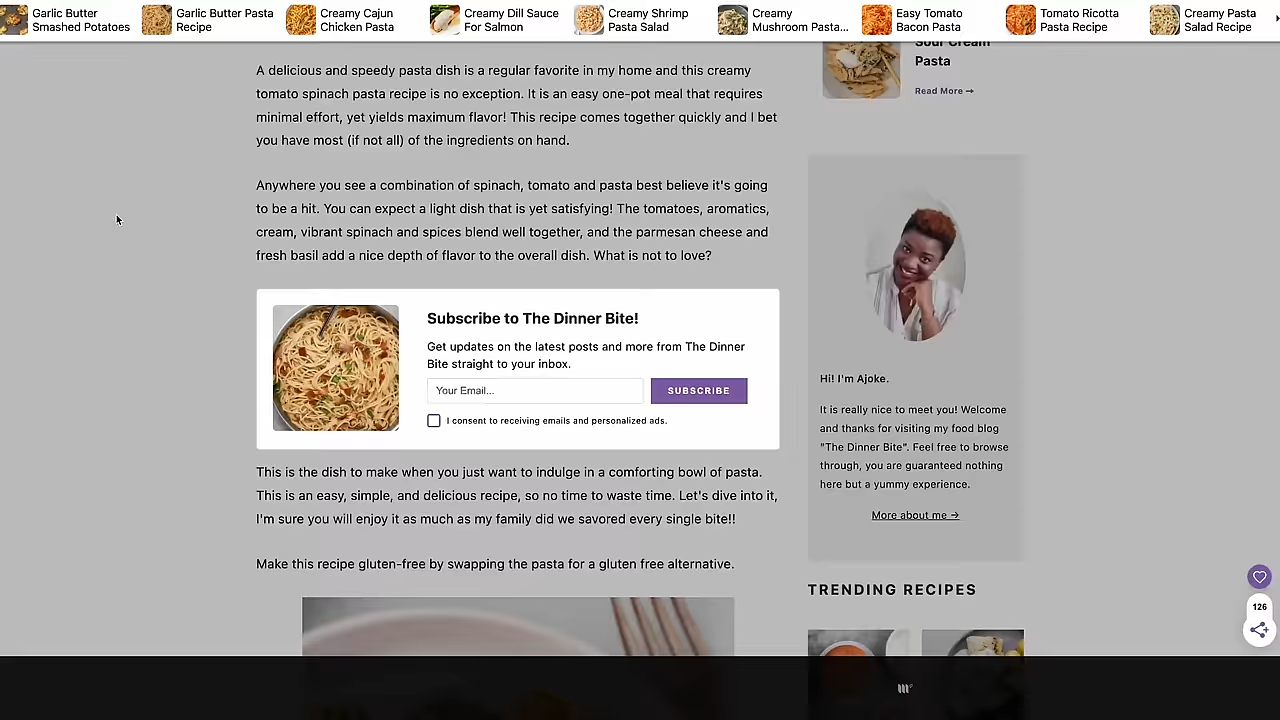 Garlic Butter
Smashed Potatoes
Garlic Butter Pasta
Recipe
Creamy Cajun
Chicken Pasta
Creamy Dill Sauce
For Salmon
Creamy Shrimp
Pasta Salad
Creamy
Mushroom Pasta...
Easy Tomato
Bacon Pasta
Tomato Ricotta
Pasta Recipe
Creamy Pasta
Salad Recipe
A delicious and speedy pasta dish is a regular favorite in my home and this creamy
tomato spinach pasta recipe is no exception. It is an easy one-pot meal that requires
minimal effort, yet yields maximum flavor! This recipe comes together quickly and I bet
you have most (if not all) of the ingredients on hand.
Anywhere you see a combination of spinach, tomato and pasta best believe it's going
to be a hit. You can expect a light dish that is yet satisfying! The tomatoes, aromatics,
cream, vibrant spinach and spices blend well together, and the parmesan cheese and
fresh basil add a nice depth of flavor to the overall dish. What is not to love?
Subscribe to The Dinner Bite!
Get updates on the latest posts and more from The Dinner
Bite straight to your inbox.
Your Email...
SUBSCRIBE
I consent to receiving emails and personalized ads.
This is the dish to make when you just want to indulge in a comforting bowl of pasta.
This is an easy, simple, and delicious recipe, so no time to waste time. Let's dive into it,
I'm sure you will enjoy it as much as my family did we savored every single bite!!
Make this recipe gluten-free by swapping the pasta for a gluten free alternative.
Sour Cream
Pasta
Read More →
Hi! I'm Ajoke.
It is really nice to meet you! Welcome
and thanks for visiting my food blog
"The Dinner Bite". Feel free to browse
through, you are guaranteed nothing
here but a yummy experience.
More about me →
TRENDING RECIPES
126